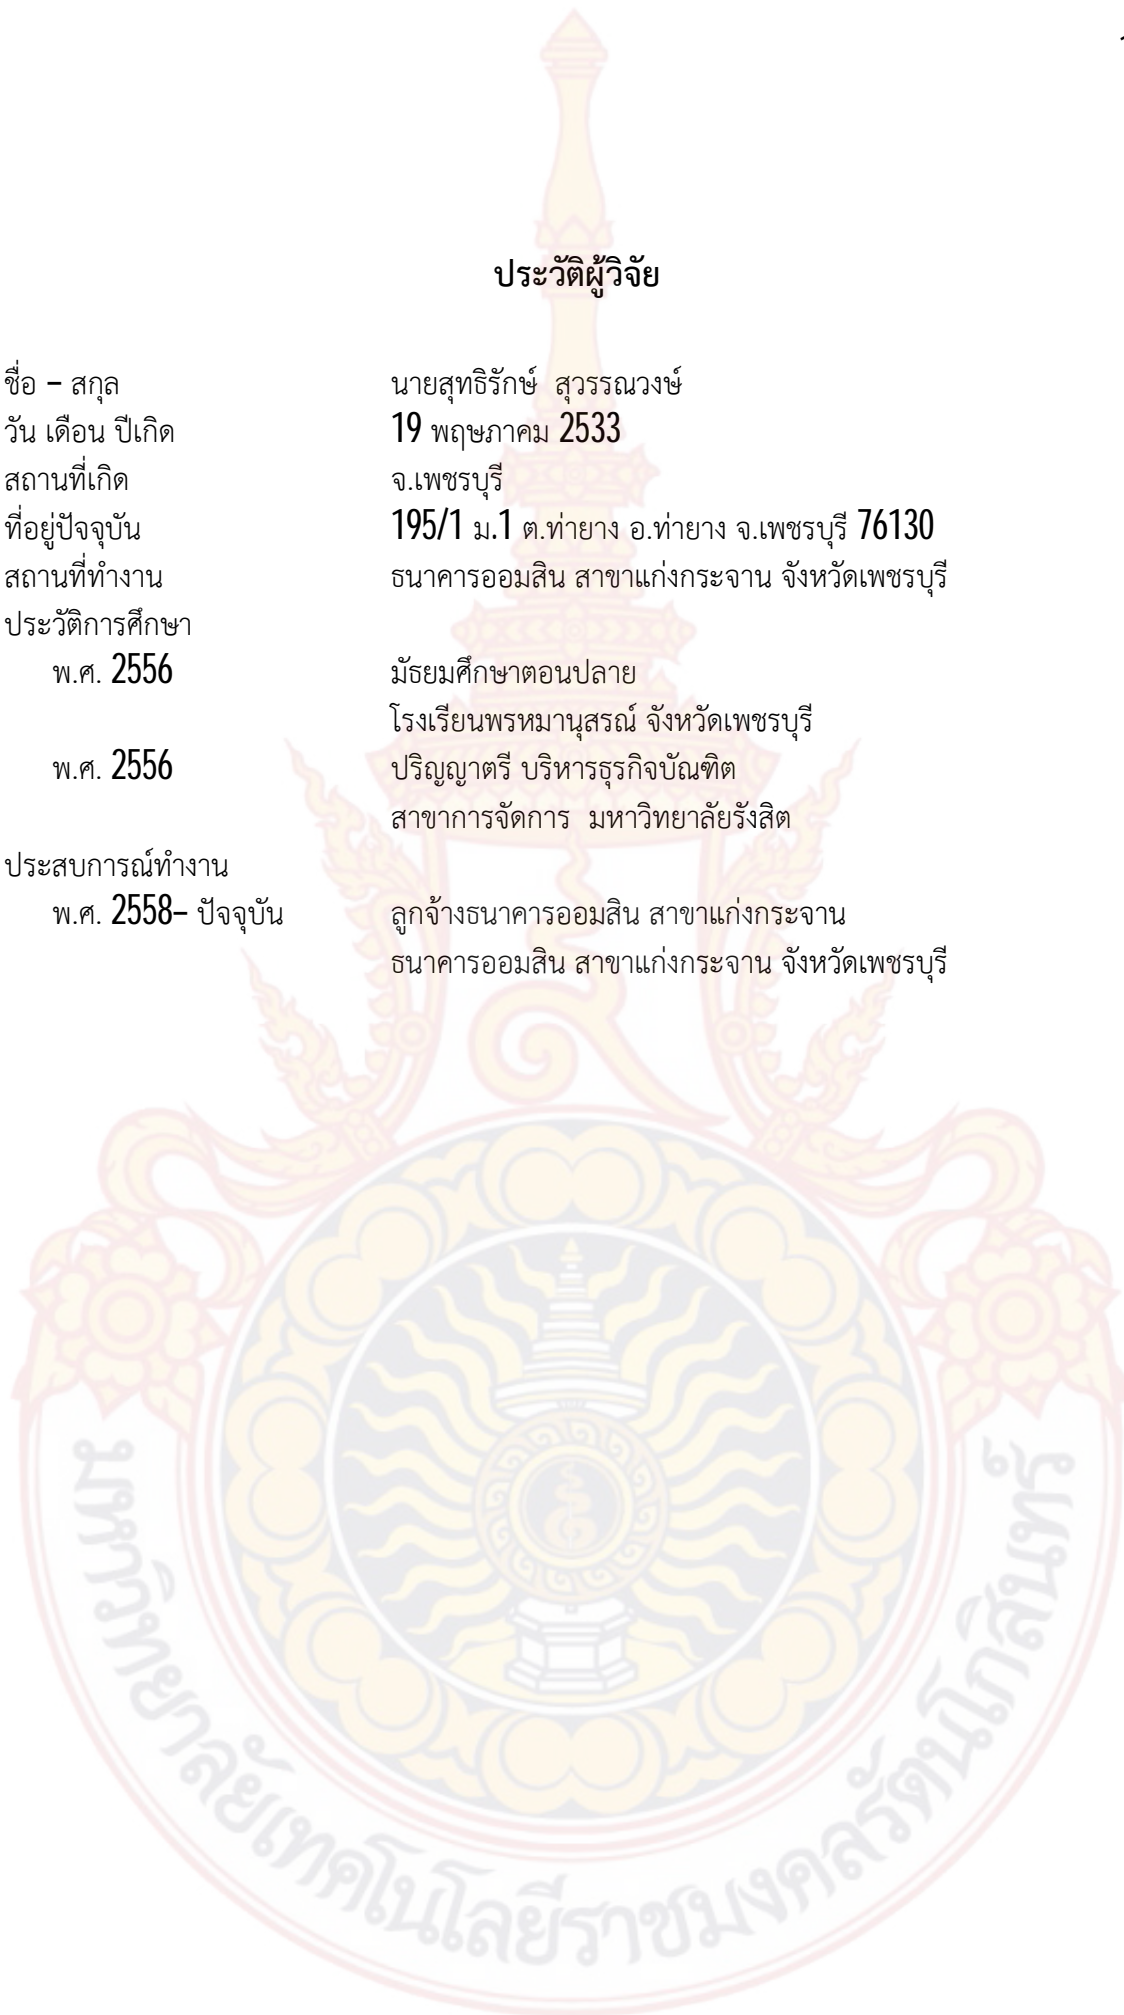 ประวัติผู้วิจัย
ชื่อ – สกุล นายสุทธิรักษ์ สุวรรณวงษ์
วัน เดือน ปีเกิด 19 พฤษภาคม 2533
สถานที่เกิด จ.เพชรบุรี
ที่อยู่ปัจจุบัน 195/1 ม.1 ต.ท่ายาง อ.ท่ายาง จ.เพชรบุรี 76130
สถานที่ทำงาน ธนาคารออมสิน สาขาแก่งกระจาน จังหวัดเพชรบุรี
ประวัติการศึกษา
พ.ศ. 2556 มัธยมศึกษาตอนปลาย
โรงเรียนพรหมานุสรณ์ จังหวัดเพชรบุรี
พ.ศ. 2556 ปริญญาตรี บริหารธุรกิจบัณฑิต
สาขาการจัดการ มหาวิทยาลัยรังสิต
ประสบการณ์ทำงาน
พ.ศ. 2558– ปัจจุบัน ลูกจ้างธนาคารออมสิน สาขาแก่งกระจาน
ธนาคารออมสิน สาขาแก่งกระจาน จังหวัดเพชรบุรี
มหาวิทยาลัยเทคโนโลยีราชมงคลรัตนโกสินทร์